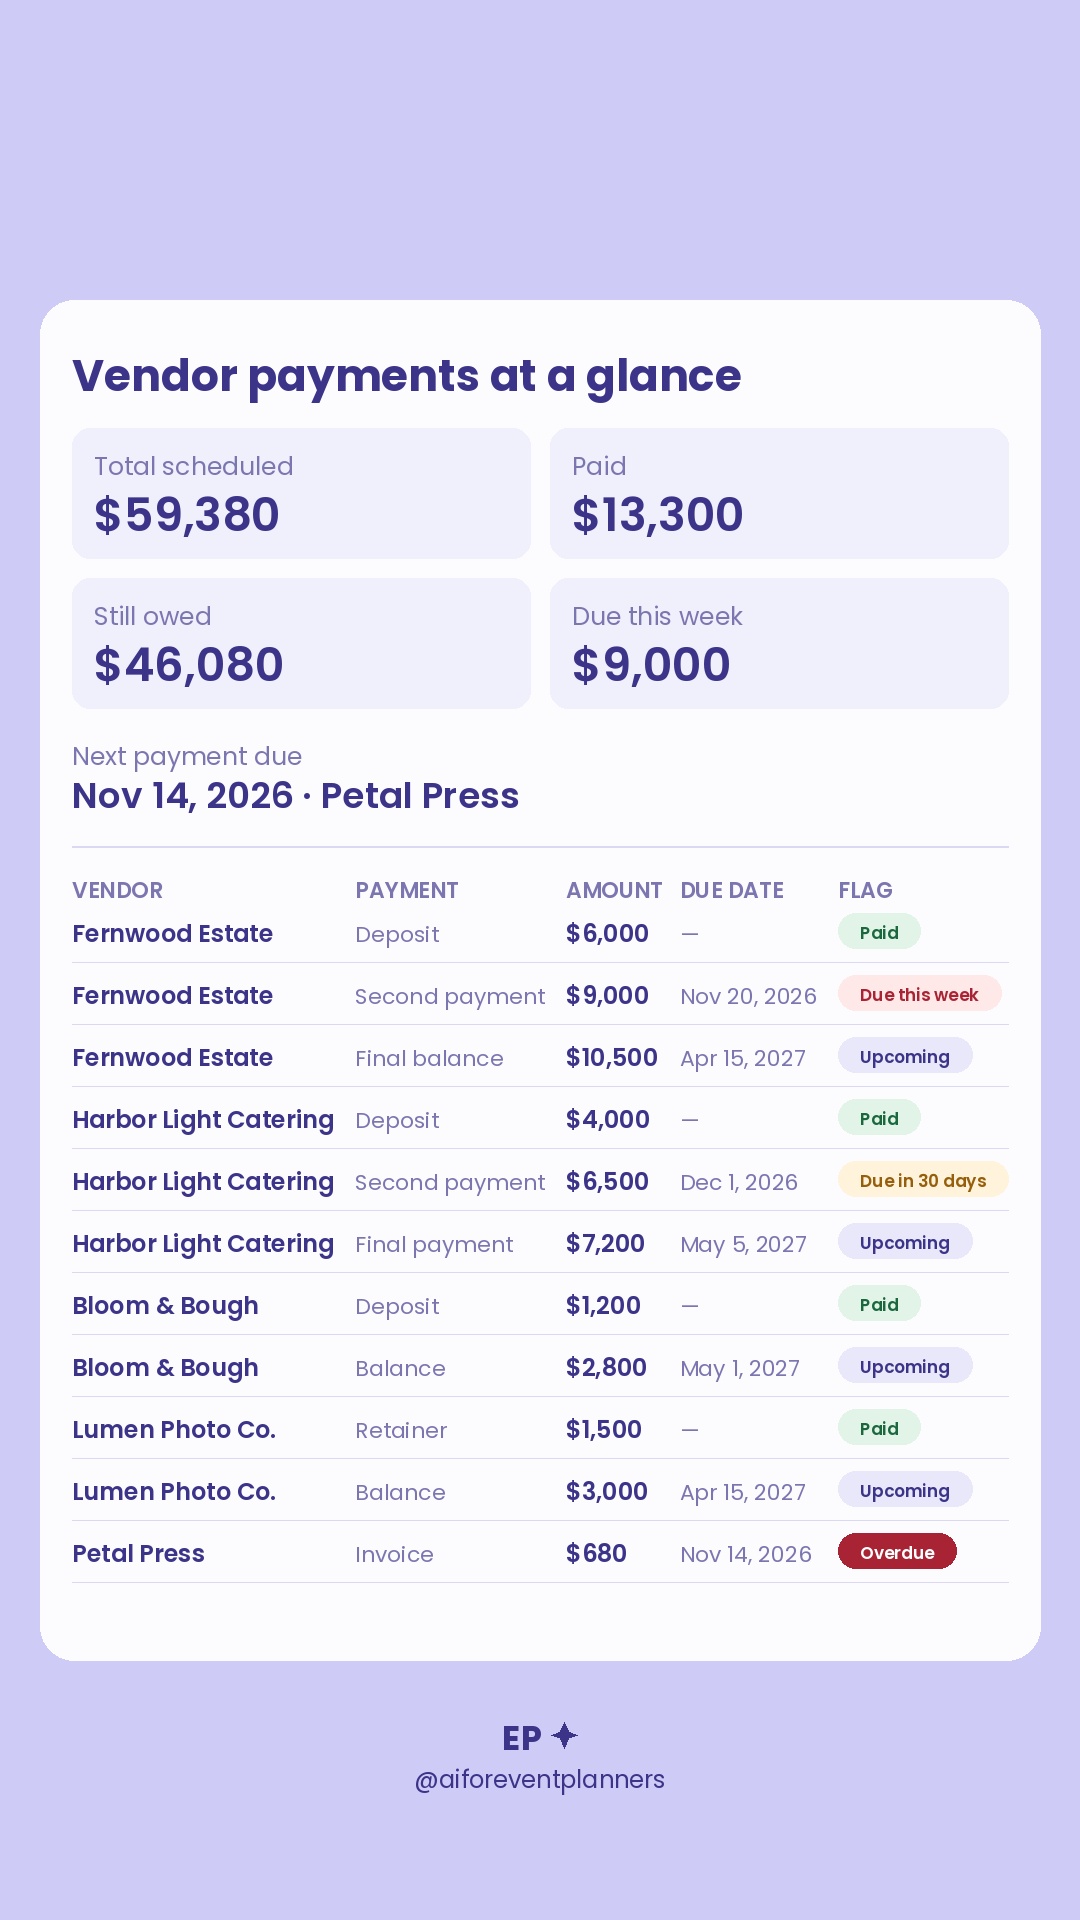 Vendor payments at a glance
Total scheduled
$59,380
Paid
$13,300
Still owed
$46,080
Due this week
$9,000
Next payment due
Nov 14, 2026 · Petal Press
VENDOR PAYMENT AMOUNT DUE DATE FLAG
Fernwood Estate Deposit $6,000 — Paid
Fernwood Estate Second payment $9,000 Nov 20, 2026 Due this week
Fernwood Estate Final balance $10,500 Apr 15, 2027 Upcoming
Harbor Light Catering Deposit $4,000 — Paid
Harbor Light Catering Second payment $6,500 Dec 1, 2026 Due in 30 days
Harbor Light Catering Final payment $7,200 May 5, 2027 Upcoming
Bloom & Bough Deposit $1,200 — Paid
Bloom & Bough Balance $2,800 May 1, 2027 Upcoming
Lumen Photo Co. Retainer $1,500 — Paid
Lumen Photo Co. Balance $3,000 Apr 15, 2027 Upcoming
Petal Press Invoice $680 Nov 14, 2026 Overdue
EP
@aiforeventplanners